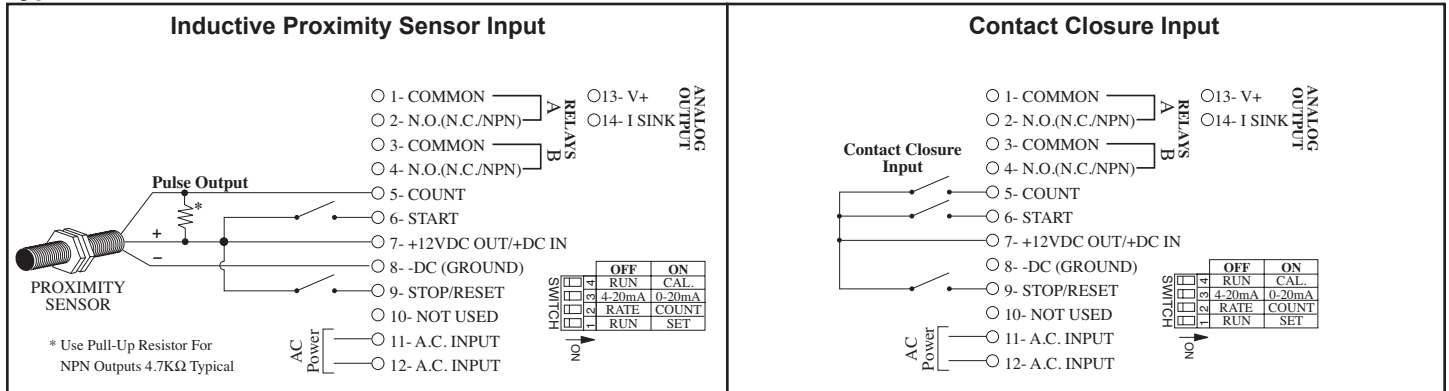 Inductive Proximity Sensor Input
1- COMMON
2- N.O.(N.C./NPN)
3- COMMON
4- N.O.(N.C./NPN)
5- COUNT
6- START
7- +12VDC OUT/+DC IN
8- -DC (GROUND)
9- STOP/RESET
10- NOT USED
11- A.C. INPUT
12- A.C. INPUT
A
B
RELAYS
13- V+
14- I SINK
ANALOG
OUTPUT
Pulse Output
*
+
–
PROXIMITY
SENSOR
* Use Pull-Up Resistor For
NPN Outputs 4.7KΩ Typical
AC
Power
SWITCH
OFF ON
4 RUN CAL.
3 4-20mA 0-20mA
2 RATE COUNT
1 RUN SET
ON
Contact Closure Input
1- COMMON
2- N.O.(N.C./NPN)
3- COMMON
4- N.O.(N.C./NPN)
5- COUNT
6- START
7- +12VDC OUT/+DC IN
8- -DC (GROUND)
9- STOP/RESET
10- NOT USED
11- A.C. INPUT
12- A.C. INPUT
A
B
RELAYS
13- V+
14- I SINK
ANALOG
OUTPUT
Contact Closure
Input
AC
Power
SWITCH
OFF ON
4 RUN CAL.
3 4-20mA 0-20mA
2 RATE COUNT
1 RUN SET
ON